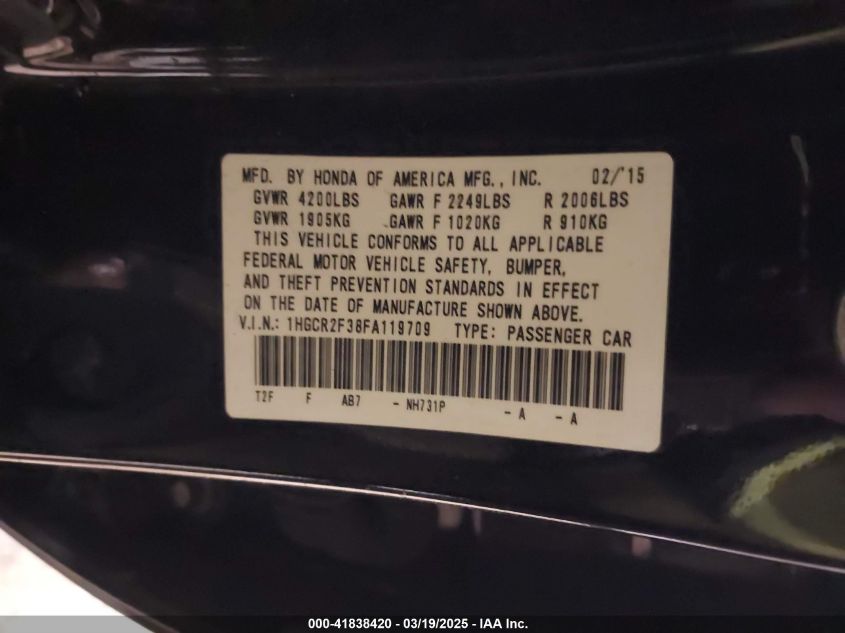 MFD. BY HONDA OF AMERICA MFG., INC. 02/15
GVWR 4200LBS GAWR F 2249LBS R 2006LBS
GVWR 1905KG GAWR F 1020KG R 910KG
THIS VEHICLE CONFORMS TO ALL APPLICABLE
FEDERAL MOTOR VEHICLE SAFETY, BUMPER,
AND THEFT PREVENTION STANDARDS IN EFFECT
ON THE DATE OF MANUFACTURE SHOWN ABOVE.
V.I.N.: 1HGCR2F38FA119709 TYPE: PASSENGER CAR
T2F F AB7 - NH731P - A - A
000-41838420 - 03/19/2025 - IAA Inc.